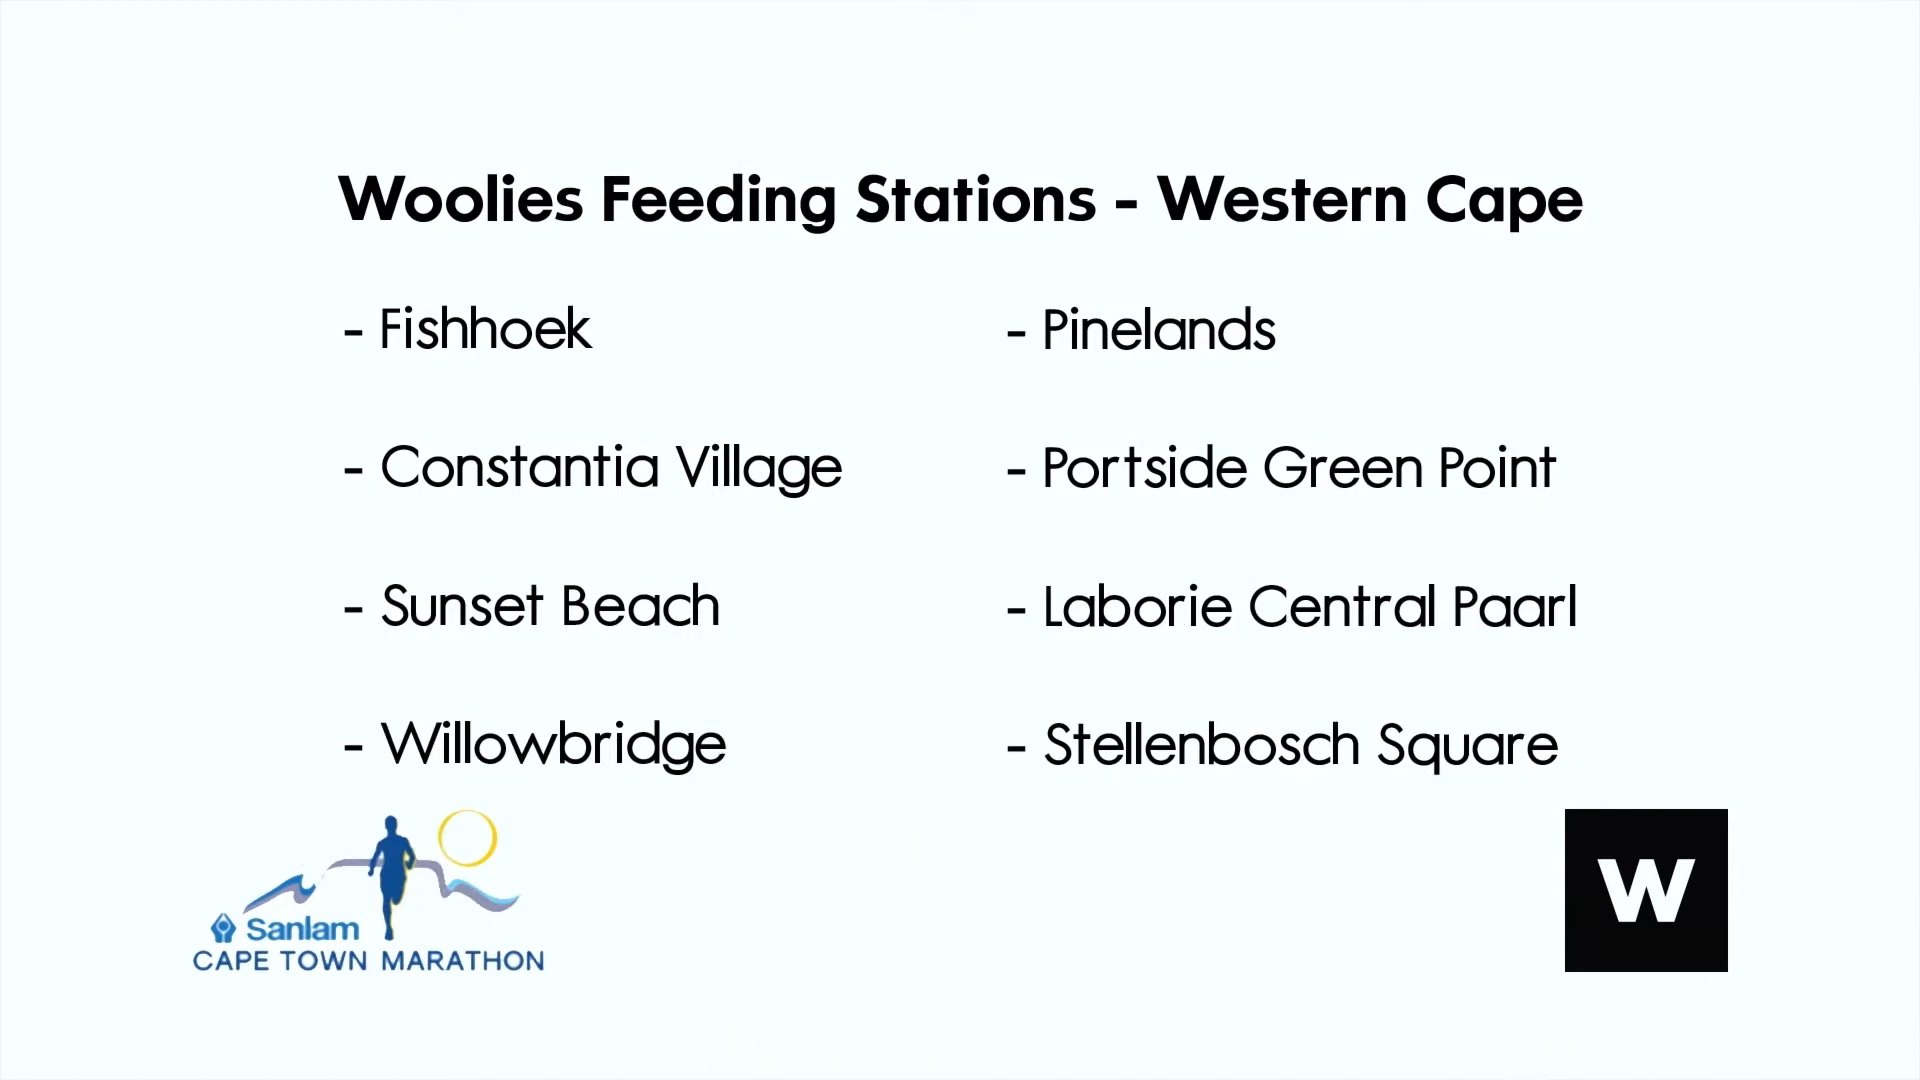 Woolies Feeding Stations - Western Cape
- Fishhoek
- Constantia Village
- Sunset Beach
- Willowbridge
- Pinelands
- Portside Green Point
- Laborie Central Paarl
- Stellenbosch Square
Sanlam
CAPE TOWN MARATHON
W